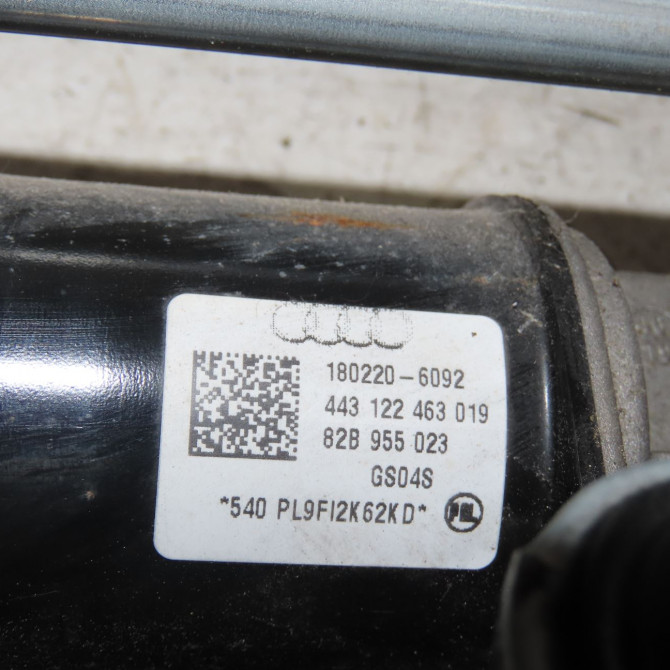 180220-6092
443 122 463 019
82B 955 023
GS04S
*540 PL9FI2K62KD*